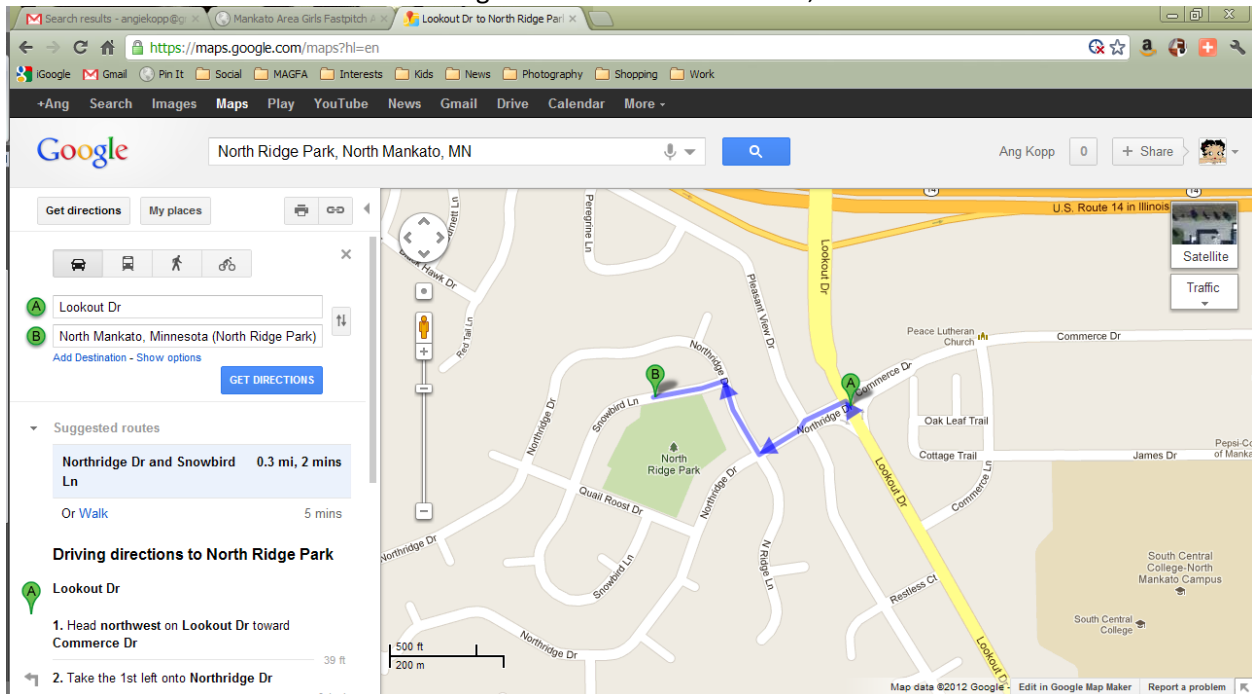 Search results - angiekopp@g
Mankato Area Girls Fastpitch A
Lookout Dr to North Ridge Par
https://maps.google.com/maps?hl=en
iGoogle Gmail Pin It Social MAGFA Interests Kids News Photography Shopping Work
+Ang Search Images Maps Play YouTube News Gmail Drive Calendar More
Google
North Ridge Park, North Mankato, MN
Ang Kopp 0 + Share
Get directions My places
A Lookout Dr
B North Mankato, Minnesota (North Ridge Park)
Add Destination - Show options
GET DIRECTIONS
Suggested routes
Northridge Dr and Snowbird 0.3 mi, 2 mins
Ln
Or Walk 5 mins
Driving directions to North Ridge Park
A Lookout Dr
1. Head northwest on Lookout Dr toward
Commerce Dr
39 ft
2. Take the 1st left onto Northridge Dr
14
14
U.S. Route 14 in Illinois
Satellite
Traffic
Peregrine Ln
Lookout Dr
Hawk Dr
Red Tail Ln
Pleasant View Dr
Peace Lutheran
Church
Commerce Dr
Commerce Dr
Northridge Dr
B
A
Snowbird Ln
Northridge Dr
Northridge Dr
Oak Leaf Trail
North
Ridge Park
Cottage Trail
James Dr
Pepsi-Co
of Manka
Lookout Dr
Commerce Ln
Quail Roost Dr
Northridge Dr
Northridge Dr
Snowbird Ln
N Ridge Ln
Restless Ct
South Central
College-North
Mankato Campus
South Central
College
Northridge Dr
Lookout Dr
500 ft
200 m
Map data ©2012 Google - Edit in Google Map Maker Report a problem